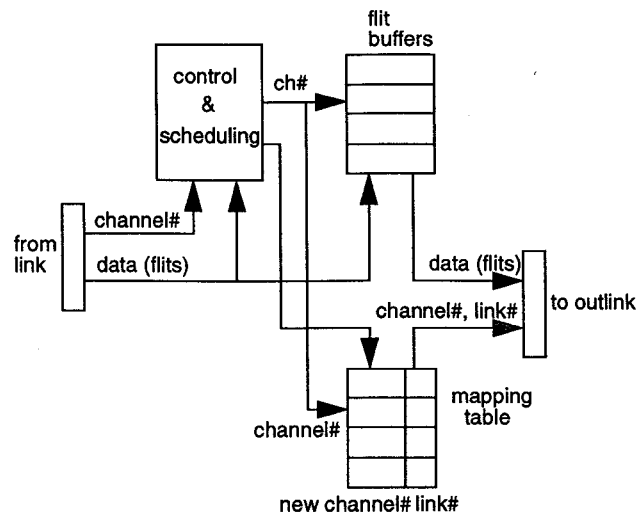 flit
buffers
control
&
scheduling
ch#
from
link
channel#
data (flits)
data (flits)
channel#, link#
to outlink
channel#
mapping
table
new channel# link#